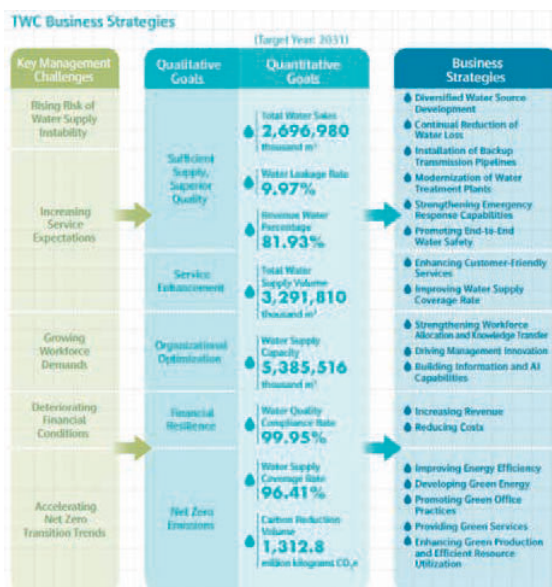 TWC Business Strategies
(Target Year: 2031)
Key Management
Challenges
Rising Risk of
Water Supply
Instability
Increasing
Service
Expectations
Growing
Workforce
Demands
Deteriorating
Financial
Conditions
Accelerating
Net Zero
Transition Trends
Qualitative
Goals
Sufficient
Supply,
Superior
Quality
Service
Enhancement
Organizational
Optimization
Financial
Resilience
Net Zero
Emissions
Quantitative
Goals
Total Water Sales
2,696,980
thousand m³
Water Leakage Rate
9.97%
Revenue Water
Percentage
81.93%
Total Water
Supply Volume
3,291,810
thousand m³
Water Supply
Capacity
5,385,516
thousand m³
Water Quality
Compliance Rate
99.95%
Water Supply
Coverage Rate
96.41%
Carbon Reduction
Volume
1,312.8
million kilograms CO₂e
Business
Strategies
Diversified Water Source
Development
Continual Reduction of
Water Loss
Installation of Backup
Transmission Pipelines
Modernization of Water
Treatment Plants
Strengthening Emergency
Response Capabilities
Promoting End-to-End
Water Safety
Enhancing Customer-Friendly
Services
Improving Water Supply
Coverage Rate
Strengthening Workforce
Allocation and Knowledge Transfer
Driving Management Innovation
Building Information and AI
Capabilities
Increasing Revenue
Reducing Costs
Improving Energy Efficiency
Developing Green Energy
Promoting Green Office
Practices
Providing Green Services
Enhancing Green Production
and Efficient Resource
Utilization